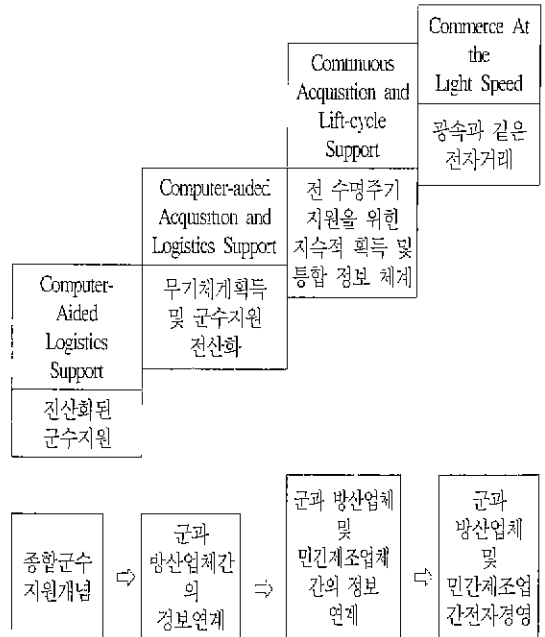 Computer-
Aided
Logistics
Support
전산화된
군수지원
Computer-aided
Acquisition and
Logistics Support
무기체계획득
및 군수지원
전산화
Continuous
Acquisition and
Lift-cycle
Support
전 수명주기
지원을 위한
지속적 획득 및
통합 정보 체계
Commerce At
the
Light Speed
광속과 같은
전자거래
종합군수
지원개념
⇨
군과
방산업체간
의
정보연계
⇨
군과 방산업체
및
민간제조업체
간의 정보
연계
⇨
군과
방산업체
및
민간제조업
간전자경영